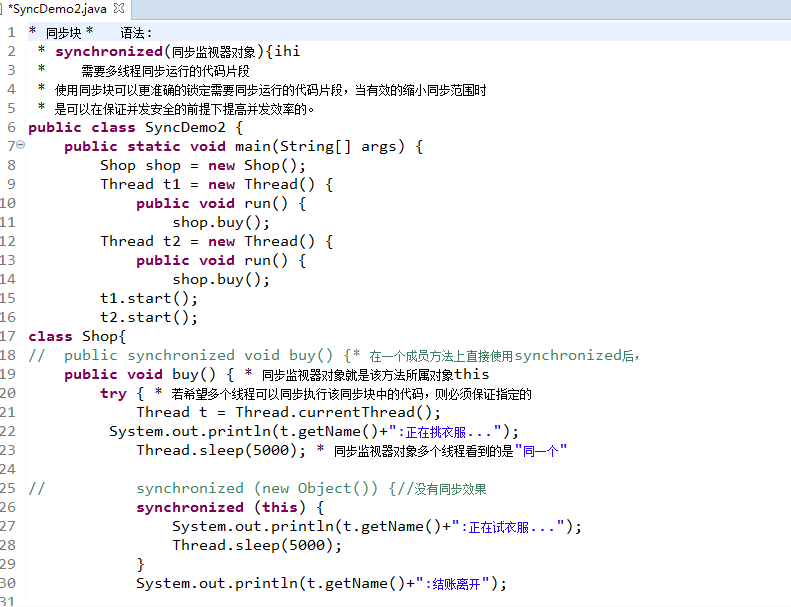 *SyncDemo2.java
1 * 同步块 *   语法:
2  * synchronized(同步监视器对象){ihi
3  *    需要多线程同步运行的代码片段
4  * 使用同步块可以更准确的锁定需要同步运行的代码片段，当有效的缩小同步范围时
5  * 是可以在保证并发安全的前提下提高并发效率的。
6 public class SyncDemo2 {
7     public static void main(String[] args) {
8         Shop shop = new Shop();
9         Thread t1 = new Thread() {
10             public void run() {
11                 shop.buy();
12         Thread t2 = new Thread() {
13             public void run() {
14                 shop.buy();
15         t1.start();
16         t2.start();
17 class Shop{
18 //  public synchronized void buy() {* 在一个成员方法上直接使用synchronized后，
19     public void buy() { * 同步监视器对象就是该方法所属对象this
20         try { * 若希望多个线程可以同步执行该同步块中的代码，则必须保证指定的
21             Thread t = Thread.currentThread();
22          System.out.println(t.getName()+":正在挑衣服...");
23             Thread.sleep(5000); * 同步监视器对象多个线程看到的是"同一个"
24
25 //          synchronized (new Object()) {//没有同步效果
26             synchronized (this) {
27                 System.out.println(t.getName()+":正在试衣服...");
28                 Thread.sleep(5000);
29             }
30             System.out.println(t.getName()+":结账离开");
31